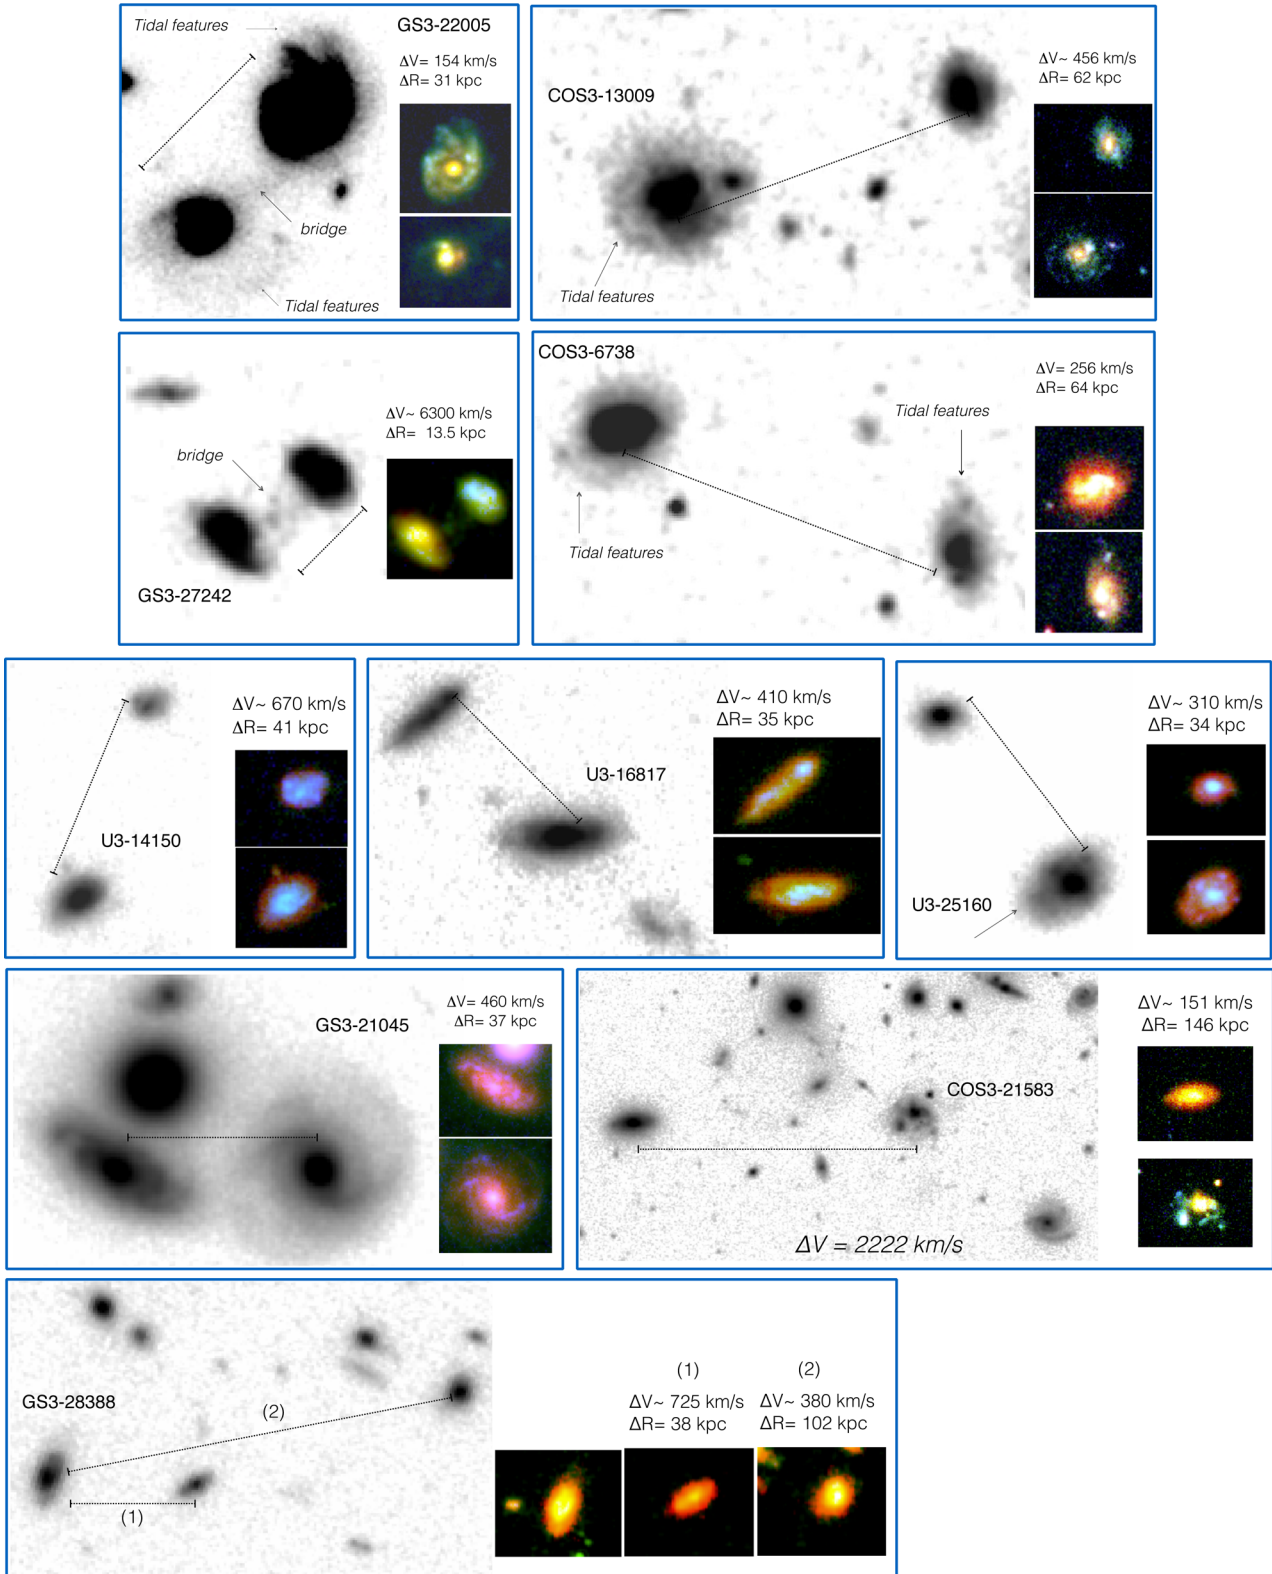 Tidal features
GS3-22005
ΔV= 154 km/s
ΔR= 31 kpc
bridge
Tidal features
COS3-13009
ΔV~ 456 km/s
ΔR= 62 kpc
Tidal features
ΔV~ 6300 km/s
ΔR= 13.5 kpc
bridge
GS3-27242
COS3-6738
ΔV= 256 km/s
ΔR= 64 kpc
Tidal features
Tidal features
ΔV~ 670 km/s
ΔR= 41 kpc
U3-14150
ΔV~ 410 km/s
ΔR= 35 kpc
U3-16817
ΔV~ 310 km/s
ΔR= 34 kpc
U3-25160
GS3-21045
ΔV= 460 km/s
ΔR= 37 kpc
ΔV~ 151 km/s
ΔR= 146 kpc
COS3-21583
ΔV = 2222 km/s
GS3-28388
(2)
(1)
(1)
ΔV~ 725 km/s
ΔR= 38 kpc
(2)
ΔV~ 380 km/s
ΔR= 102 kpc